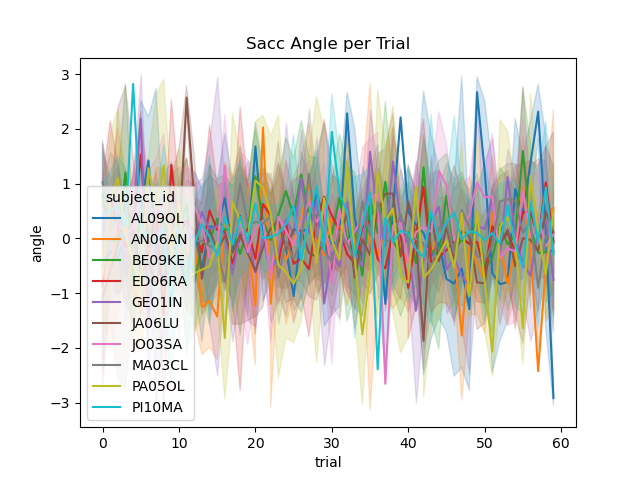 Sacc Angle per Trial
angle
3
2
1
0
−1
−2
−3
subject_id
AL09OL
AN06AN
BE09KE
ED06RA
GE01IN
JA06LU
JO03SA
MA03CL
PA05OL
PI10MA
0 10 20 30 40 50 60
trial